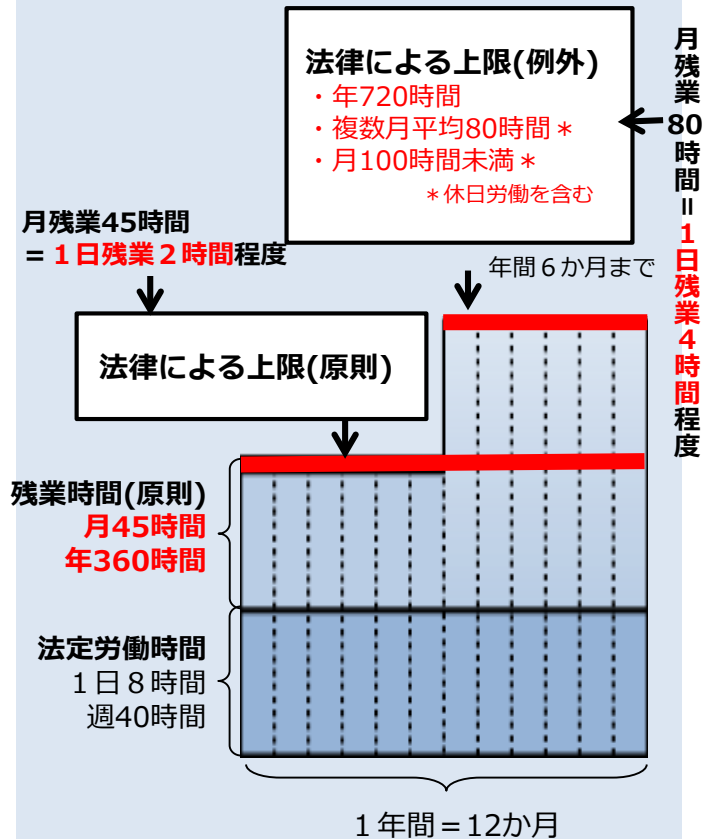 法律による上限(例外)
・年720時間
・複数月平均80時間＊
・月100時間未満＊
＊休日労働を含む
月残業80時間＝１日残業４時間程度
月残業45時間
＝１日残業２時間程度
年間６か月まで
法律による上限(原則)
残業時間(原則)
月45時間
年360時間
法定労働時間
１日８時間
週40時間
１年間＝12か月